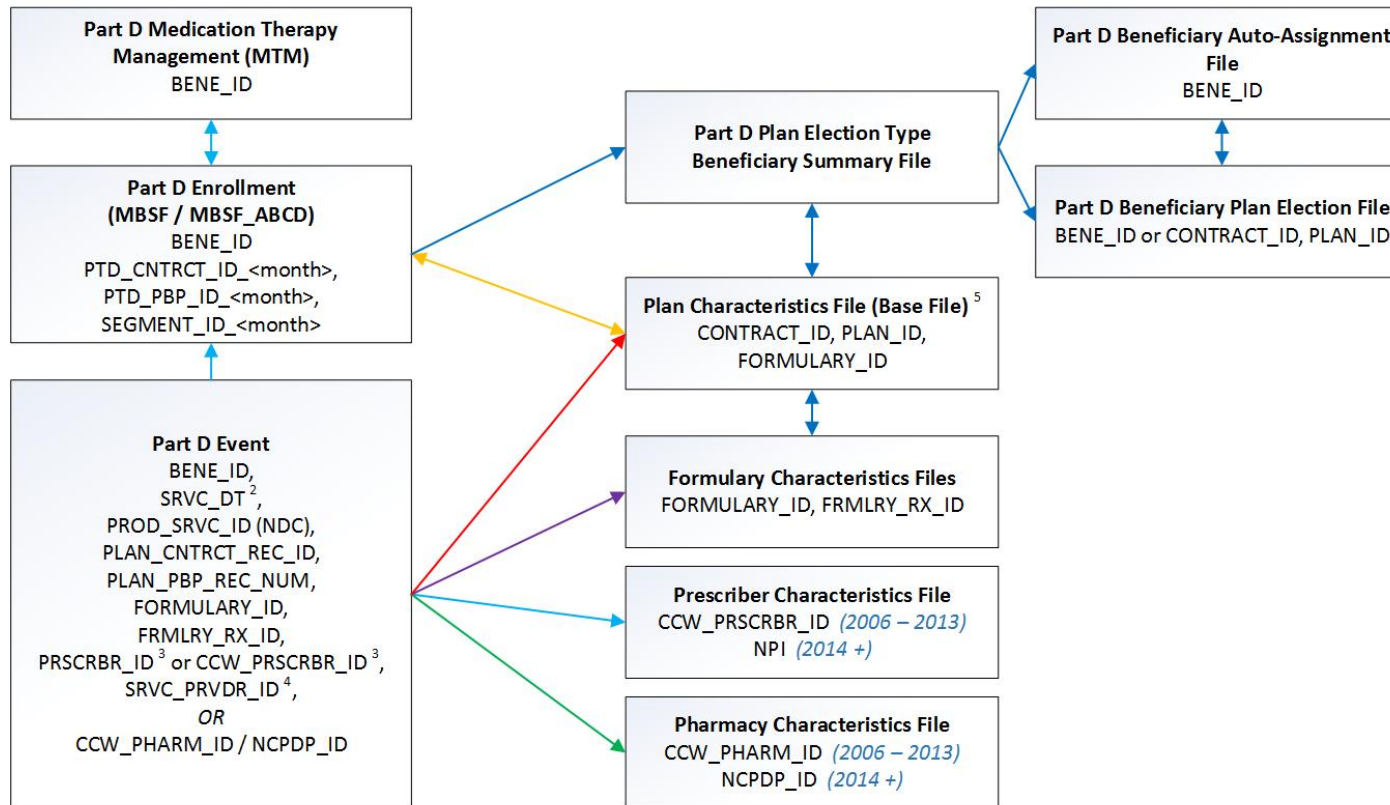 Part D Medication Therapy
Management (MTM)
BENE_ID
Part D Enrollment
(MBSF / MBSF_ABCD)
BENE_ID
PTD_CNTRCT_ID_<month>,
PTD_PBP_ID_<month>,
SEGMENT_ID_<month>
Part D Event
BENE_ID,
SRVC_DT 2,
PROD_SRVC_ID (NDC),
PLAN_CNTRCT_REC_ID,
PLAN_PBP_REC_NUM,
FORMULARY_ID,
FRMLRY_RX_ID,
PRSCRBR_ID 3 or CCW_PRSCRBR_ID 3,
SRVC_PRVDR_ID 4,
OR
CCW_PHARM_ID / NCPDP_ID
Part D Plan Election Type
Beneficiary Summary File
Plan Characteristics File (Base File) 5
CONTRACT_ID, PLAN_ID,
FORMULARY_ID
Formulary Characteristics Files
FORMULARY_ID, FRMLRY_RX_ID
Prescriber Characteristics File
CCW_PRSCRBR_ID (2006 – 2013)
NPI (2014 +)
Pharmacy Characteristics File
CCW_PHARM_ID (2006 – 2013)
NCPDP_ID (2014 +)
Part D Beneficiary Auto-Assignment
File
BENE_ID
Part D Beneficiary Plan Election File
BENE_ID or CONTRACT_ID, PLAN_ID